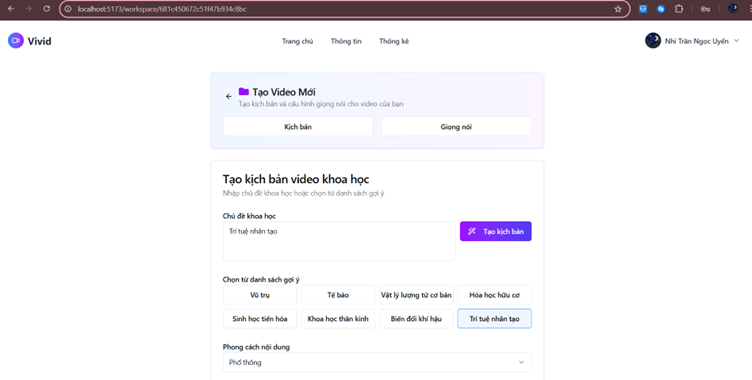 localhost:5173/workspace/681c450672c51f47b934c8bc
Vivid
Trang chủ Thông tin Thống kê
Nhi Trần Ngọc Uyển
Tạo Video Mới
Tạo kịch bản và cấu hình giọng nói cho video của bạn
Kịch bản Giọng nói
Tạo kịch bản video khoa học
Nhập chủ đề khoa học hoặc chọn từ danh sách gợi ý
Chủ đề khoa học
Trí tuệ nhân tạo
Tạo kịch bản
Chọn từ danh sách gợi ý
Vũ trụ Tế bào Vật lý lượng tử cơ bản Hóa học hữu cơ
Sinh học tiến hóa Khoa học thần kinh Biến đổi khí hậu Trí tuệ nhân tạo
Phong cách nội dung
Phổ thông